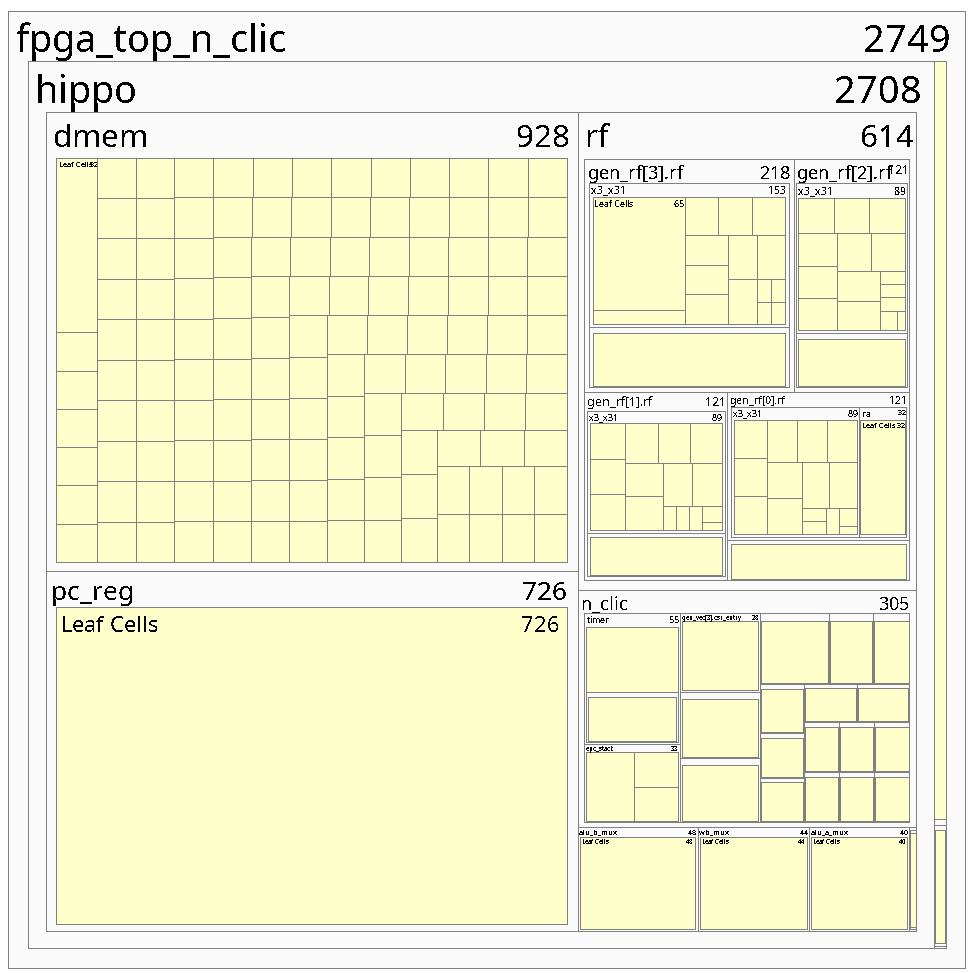 fpga_top_n_clic 2749
hippo 2708
dmem 928
Leaf Cells
rf 614
gen_rf[3].rf 218
x3_x31 153
Leaf Cells 65
gen_rf[2].rf 121
x3_x31 89
gen_rf[1].rf 121
x3_x31 89
gen_rf[0].rf 121
x3_x31 89
ra 32
Leaf Cells 32
pc_reg 726
Leaf Cells 726
n_clic 305
timer 55
gen_vec[3].csr_entry 28
epc_stack 33
alu_b_mux 48
Leaf Cells 48
wb_mux 44
Leaf Cells 44
alu_a_mux 40
Leaf Cells 40